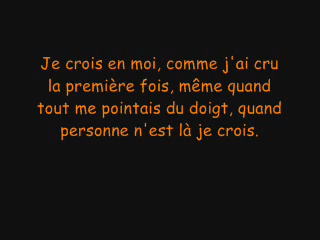 Je crois en moi, comme j'ai cru
la première fois, même quand
tout me pointais du doigt, quand
personne n'est là je crois.